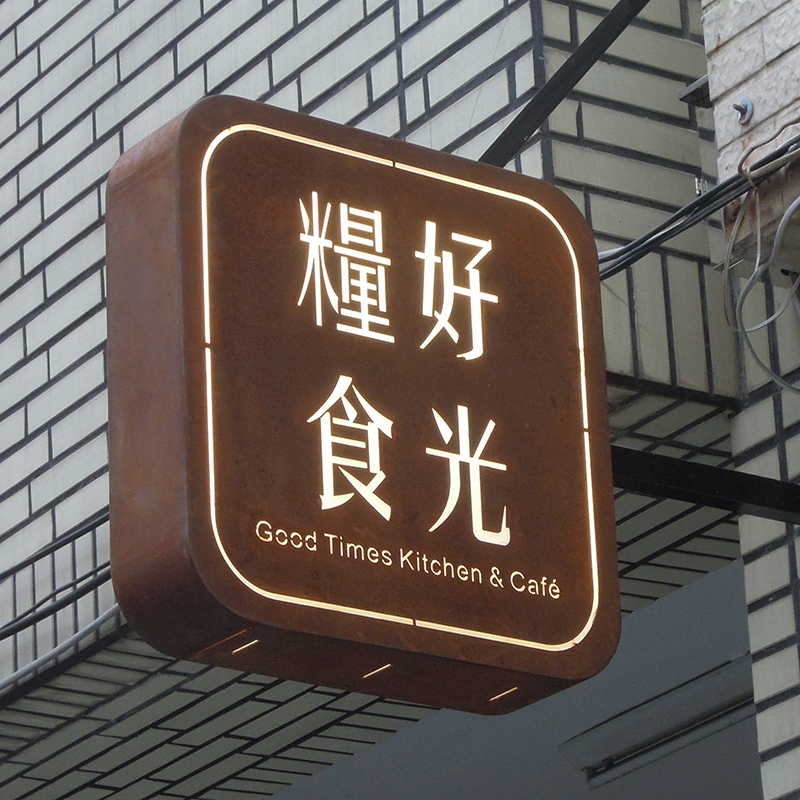 糧好
食光
Good Times Kitchen & Café